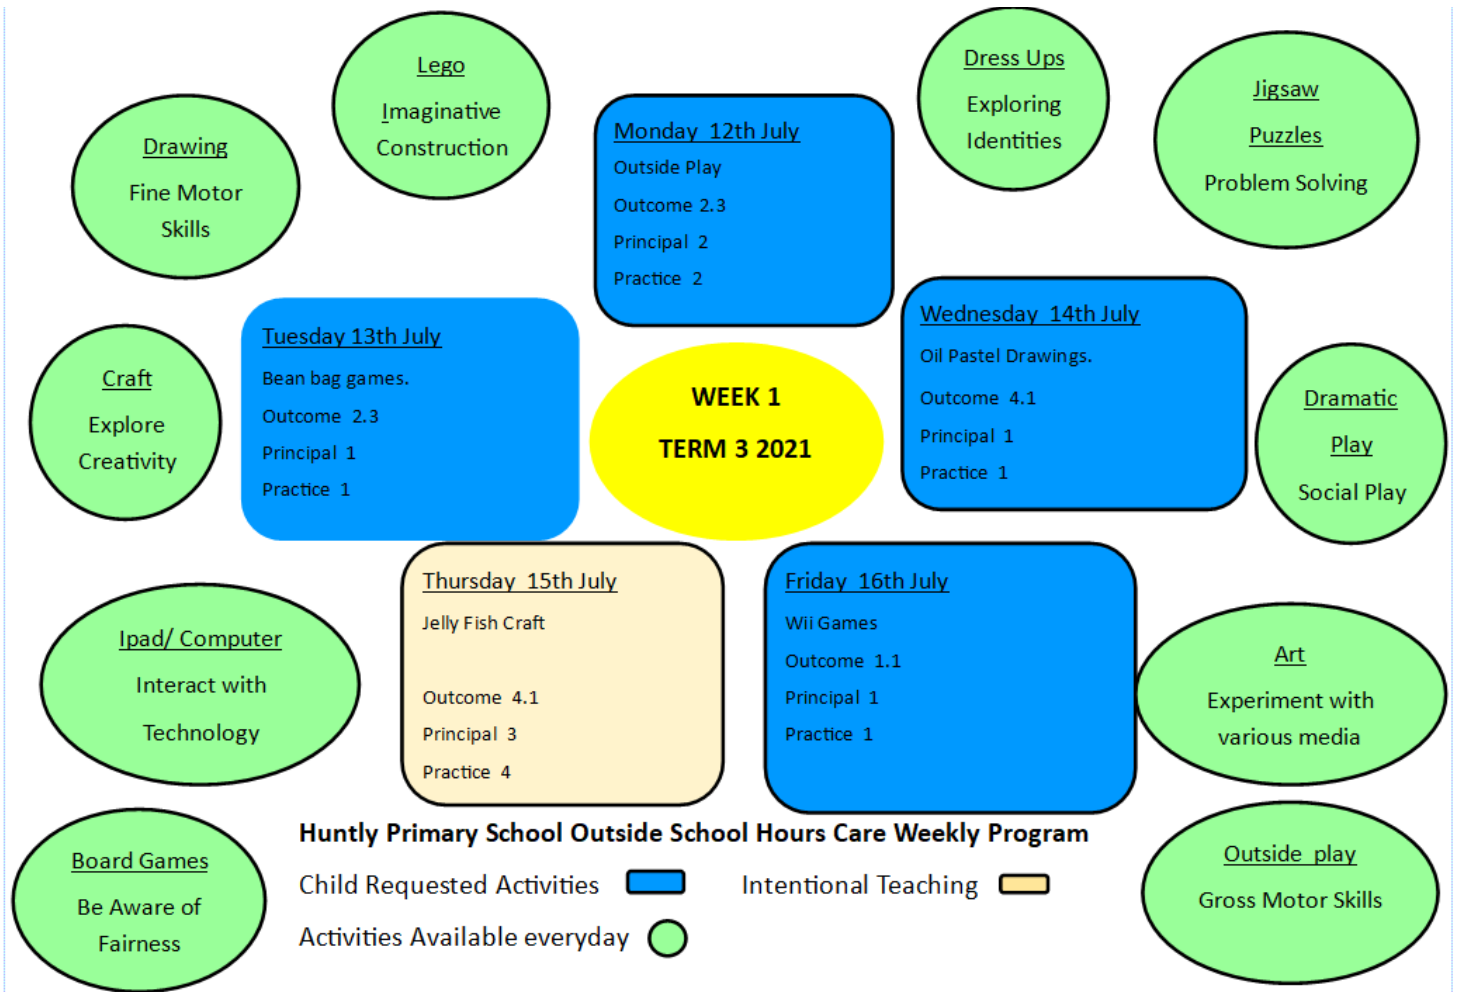 Lego
Imaginative
Construction
Dress Ups
Exploring
Identities
Jigsaw
Puzzles
Problem Solving
Drawing
Fine Motor
Skills
Monday  12th July
Outside Play
Outcome 2.3
Principal  2
Practice  2
Tuesday 13th July
Bean bag games.
Outcome  2.3
Principal  1
Practice  1
Wednesday  14th July
Oil Pastel Drawings.
Outcome  4.1
Principal  1
Practice  1
Craft
Explore
Creativity
WEEK 1
TERM 3 2021
Dramatic
Play
Social Play
Thursday  15th July
Jelly Fish Craft
Outcome  4.1
Principal  3
Practice  4
Friday  16th July
Wii Games
Outcome  1.1
Principal  1
Practice  1
Ipad/ Computer
Interact with
Technology
Art
Experiment with
various media
Board Games
Be Aware of
Fairness
Huntly Primary School Outside School Hours Care Weekly Program
Child Requested Activities
Intentional Teaching
Activities Available everyday
Outside  play
Gross Motor Skills